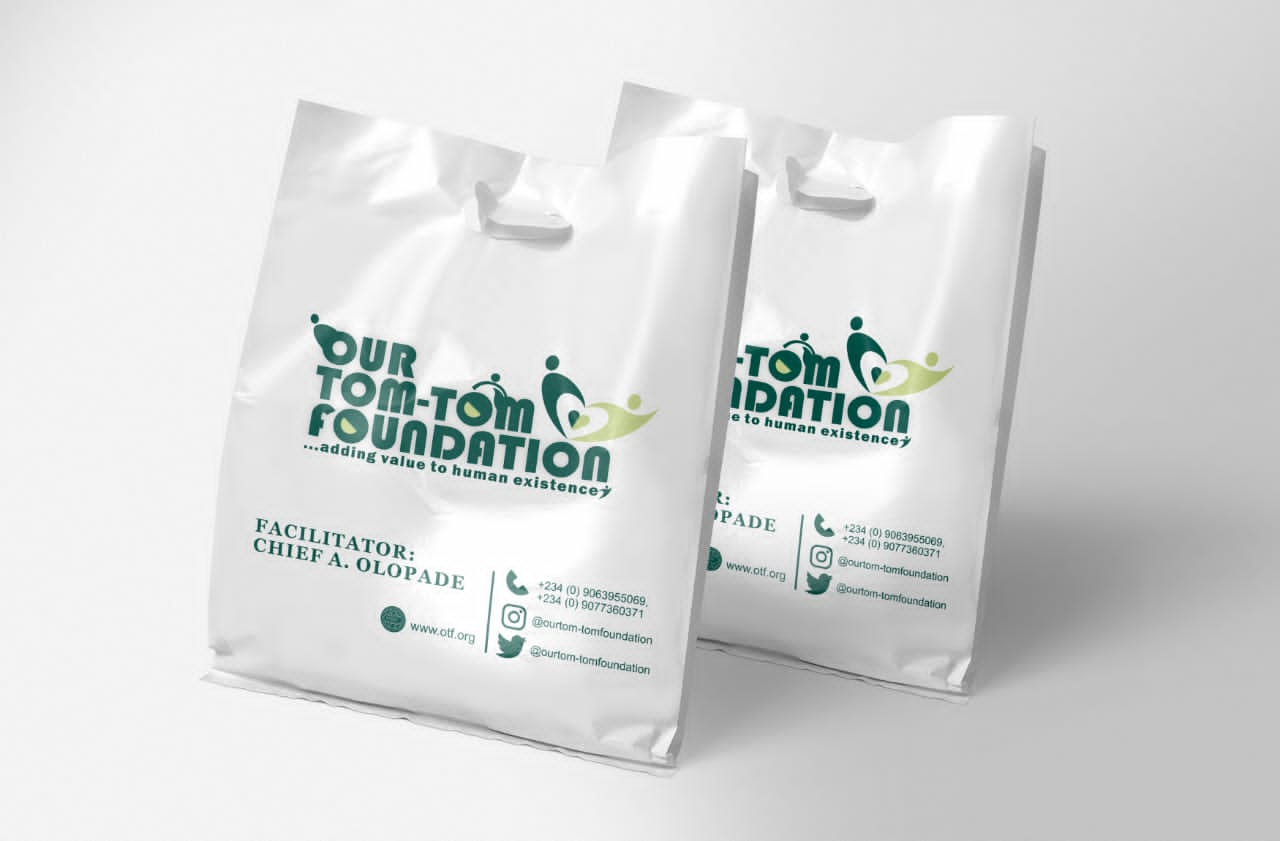 OUR
TOM-TOM
FOUNDATION
...adding value to human existence
FACILITATOR:
CHIEF A. OLOPADE
www.otf.org
+234 (0) 9063955069,
+234 (0) 9077360371
@ourtom-tomfoundation
@ourtom-tomfoundation
-TOM
NDATION
e to human existence
R:
OPADE
www.otf.org
+234 (0) 9063955069,
+234 (0) 9077360371
@ourtom-tomfoundation
@ourtom-tomfoundation